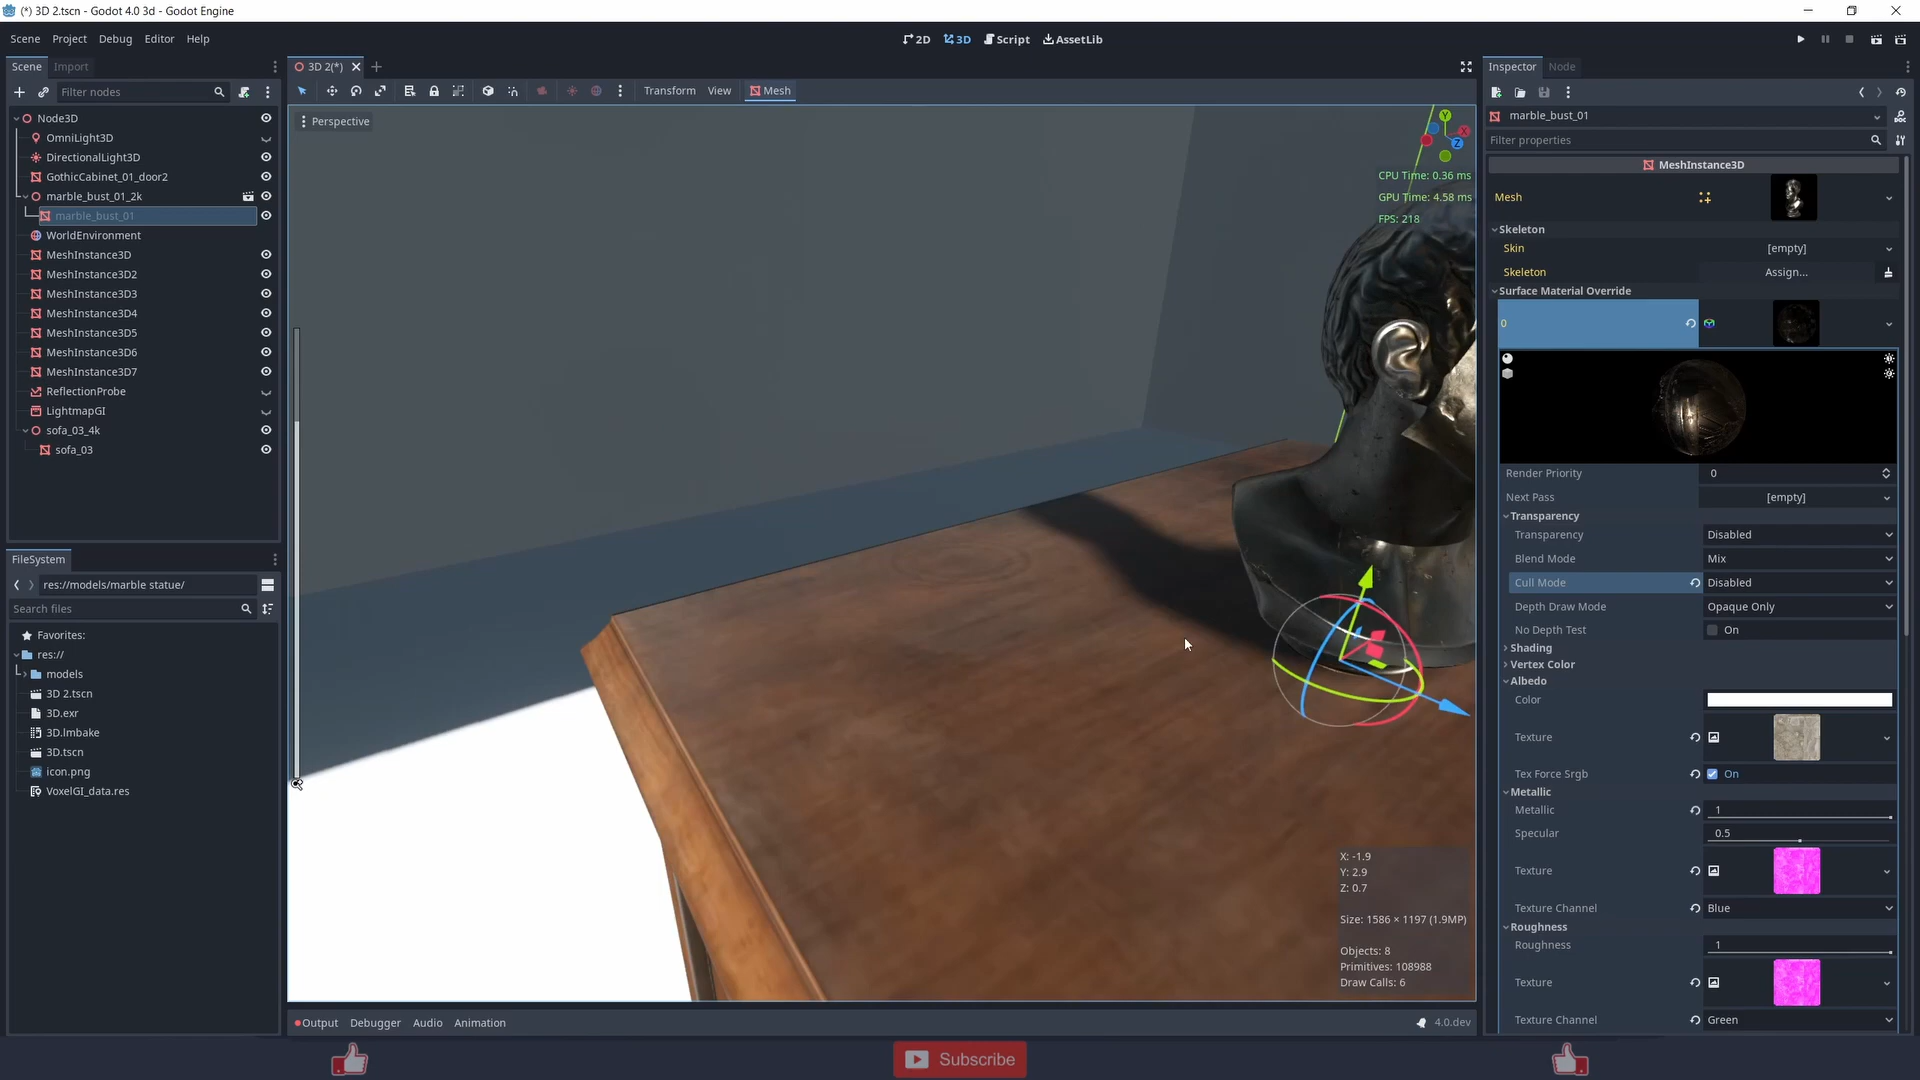 (*) 3D 2.tscn - Godot 4.0 3d - Godot Engine
Scene Project Debug Editor Help
2D 3D Script AssetLib
Scene Import
Filter nodes
Node3D
OmniLight3D
DirectionalLight3D
GothicCabinet_01_door2
marble_bust_01_2k
marble_bust_01
WorldEnvironment
MeshInstance3D
MeshInstance3D2
MeshInstance3D3
MeshInstance3D4
MeshInstance3D5
MeshInstance3D6
MeshInstance3D7
ReflectionProbe
LightmapGI
sofa_03_4k
sofa_03
FileSystem
res://models/marble statue/
Search files
Favorites:
res://
models
3D 2.tscn
3D.exr
3D.lmbake
3D.tscn
icon.png
VoxelGI_data.res
3D 2(*)
Transform View Mesh
Perspective
Y
X
Z
CPU Time: 0.36 ms
GPU Time: 4.58 ms
FPS: 218
X: -1.9
Y: 2.9
Z: 0.7
Size: 1586 × 1197 (1.9MP)
Objects: 8
Primitives: 108988
Draw Calls: 6
Output Debugger Audio Animation
4.0.dev
Inspector Node
marble_bust_01
Filter properties
DOC
MeshInstance3D
Mesh
Skeleton
Skin [empty]
Skeleton Assign...
Surface Material Override
0
Render Priority 0
Next Pass [empty]
Transparency
Transparency Disabled
Blend Mode Mix
Cull Mode Disabled
Depth Draw Mode Opaque Only
No Depth Test On
Shading
Vertex Color
Albedo
Color
Texture
Tex Force Srgb On
Metallic
Metallic 1
Specular 0.5
Texture
Texture Channel Blue
Roughness
Roughness 1
Texture
Texture Channel Green
Subscribe